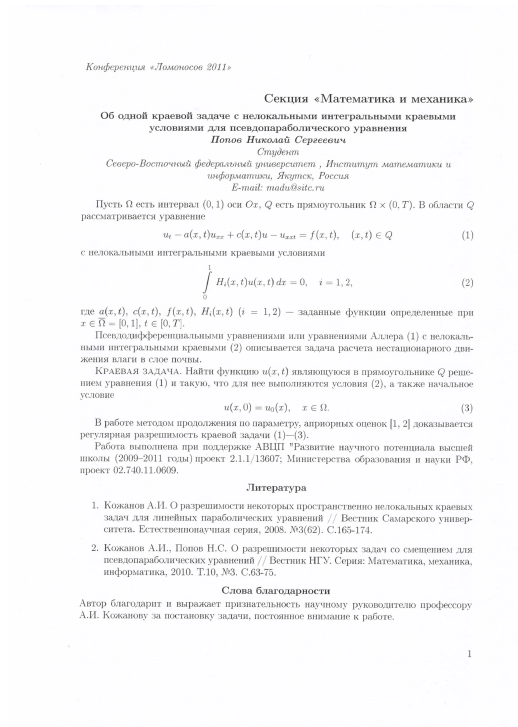 Конференция «Ломоносов 2011»
Секция «Математика и механика»
Об одной краевой задаче с нелокальными интегральными краевыми
условиями для псевдопараболического уравнения
Попов Николай Сергеевич
Студент
Северо-Восточный федеральный университет , Институт математики и
информатики, Якутск, Россия
E-mail: madu@sitc.ru
Пусть Ω есть интервал (0, 1) оси Ox, Q есть прямоугольник Ω × (0, T). В области Q
рассматривается уравнение
uₜ − a(x, t)uₓₓ + c(x, t)u − uₓₓₜ = f(x, t), (x, t) ∈ Q (1)
с нелокальными интегральными краевыми условиями
∫₀¹ Hᵢ(x, t)u(x, t) dx = 0, i = 1, 2, (2)
где a(x, t), c(x, t), f(x, t), Hᵢ(x, t) (i = 1, 2) — заданные функции определенные при
x ∈ Ω̅ = [0, 1], t ∈ [0, T].
Псевдодифференциальными уравнениями или уравнениями Аллера (1) с нелокаль-
ными интегральными краевыми (2) описывается задача расчета нестационарного дви-
жения влаги в слое почвы.
Краевая задача. Найти функцию u(x, t) являющуюся в прямоугольнике Q реше-
нием уравнения (1) и такую, что для нее выполняются условия (2), а также начальное
условие
u(x, 0) = u₀(x), x ∈ Ω. (3)
В работе методом продолжения по параметру, априорных оценок [1, 2] доказывается
регулярная разрешимость краевой задачи (1)—(3).
Работа выполнена при поддержке АВЦП "Развитие научного потенциала высшей
школы (2009–2011 годы) проект 2.1.1/13607; Министерства образования и науки РФ,
проект 02.740.11.0609.
Литература
1. Кожанов А.И. О разрешимости некоторых пространственно нелокальных краевых
задач для линейных параболических уравнений // Вестник Самарского универ-
ситета. Естественнонаучная серия, 2008. №3(62). С.165-174.
2. Кожанов А.И., Попов Н.С. О разрешимости некоторых задач со смещением для
псевдопараболических уравнений // Вестник НГУ. Серия: Математика, механика,
информатика, 2010. Т.10, №3. С.63-75.
Слова благодарности
Автор благодарит и выражает признательность научному руководителю профессору
А.И. Кожанову за постановку задачи, постоянное внимание к работе.
1